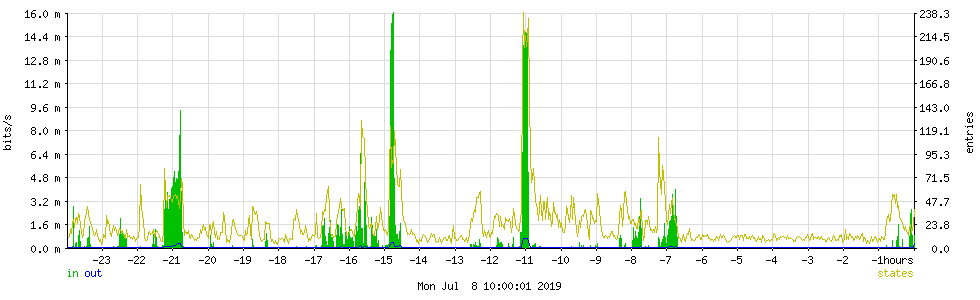 16.0 m 238.3
14.4 m 214.5
12.8 m 190.6
11.2 m 166.8
9.6 m 143.0
8.0 m 119.1
6.4 m 95.3
4.8 m 71.5
3.2 m 47.7
1.6 m 23.8
0.0 m 0.0
bits/s
entries
-23 -22 -21 -20 -19 -18 -17 -16 -15 -14 -13 -12 -11 -10 -9 -8 -7 -6 -5 -4 -3 -2 -1hours
in out states
Mon Jul 8 10:00:01 2019